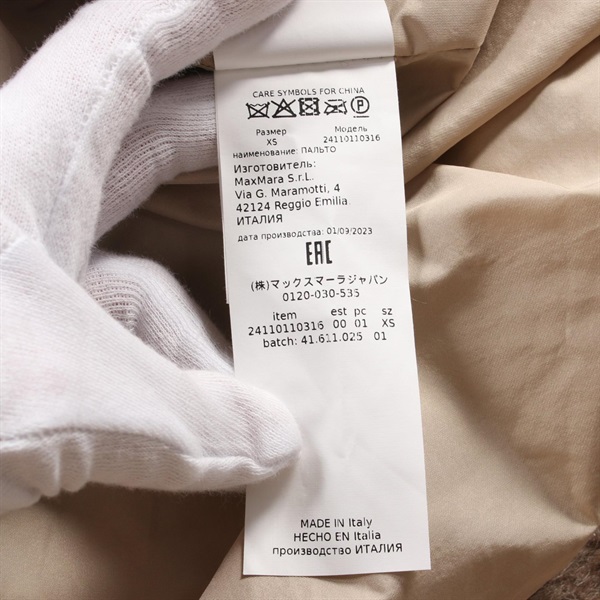 CARE SYMBOLS FOR CHINA
P
Размер Модель
XS 24110110316
наименование: ПАЛЬТО
Изготовитель:
MaxMara S.r.L.
Via G. Maramotti, 4
42124 Reggio Emilia
ИТАЛИЯ
дата производства: 01/09/2023
EAC
(株)マックスマーラジャパン
0120-030-535
item est pc sz
24110110316 00 01 XS
batch: 41.611.025 01
MADE IN Italy
HECHO EN Italia
производство ИТАЛИЯ